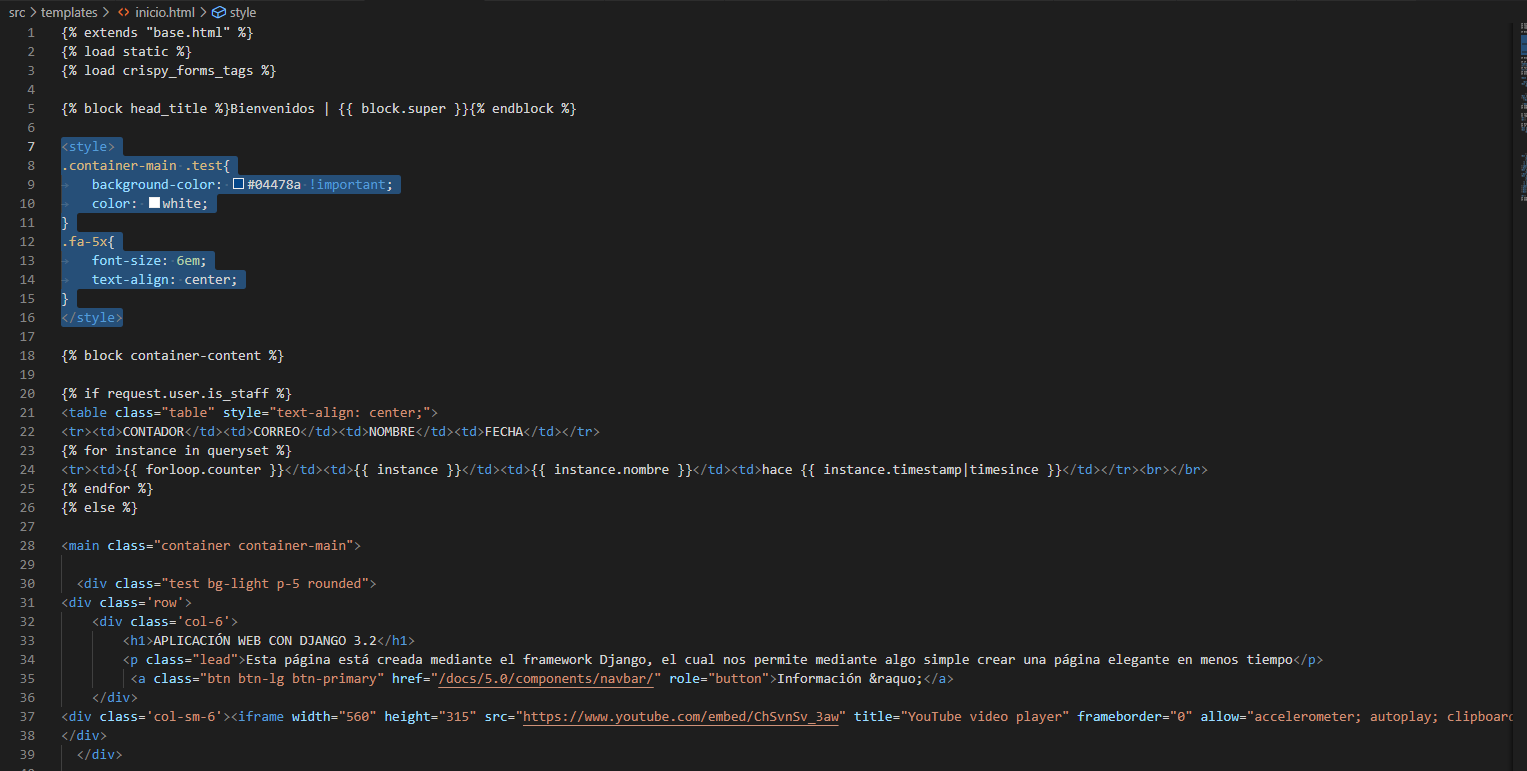 src > templates > inicio.html > style
1 {% extends "base.html" %}
2 {% load static %}
3 {% load crispy_forms_tags %}
4
5 {% block head_title %}Bienvenidos | {{ block.super }}{% endblock %}
6
7 <style>
8 .container-main .test{
9 background-color: #04478a !important;
10 color: white;
11 }
12 .fa-5x{
13 font-size: 6em;
14 text-align: center;
15 }
16 </style>
17
18 {% block container-content %}
19
20 {% if request.user.is_staff %}
21 <table class="table" style="text-align: center;">
22 <tr><td>CONTADOR</td><td>CORREO</td><td>NOMBRE</td><td>FECHA</td></tr>
23 {% for instance in queryset %}
24 <tr><td>{{ forloop.counter }}</td><td>{{ instance }}</td><td>{{ instance.nombre }}</td><td>hace {{ instance.timestamp|timesince }}</td></tr><br></br>
25 {% endfor %}
26 {% else %}
27
28 <main class="container container-main">
29
30 <div class="test bg-light p-5 rounded">
31 <div class='row'>
32 <div class='col-6'>
33 <h1>APLICACIÓN WEB CON DJANGO 3.2</h1>
34 <p class="lead">Esta página está creada mediante el framework Django, el cual nos permite mediante algo simple crear una página elegante en menos tiempo</p>
35 <a class="btn btn-lg btn-primary" href="/docs/5.0/components/navbar/" role="button">Información &raquo;</a>
36 </div>
37 <div class='col-sm-6'><iframe width="560" height="315" src="https://www.youtube.com/embed/ChSvnSv_3aw" title="YouTube video player" frameborder="0" allow="accelerometer; autoplay; clipboard
38 </div>
39 </div>